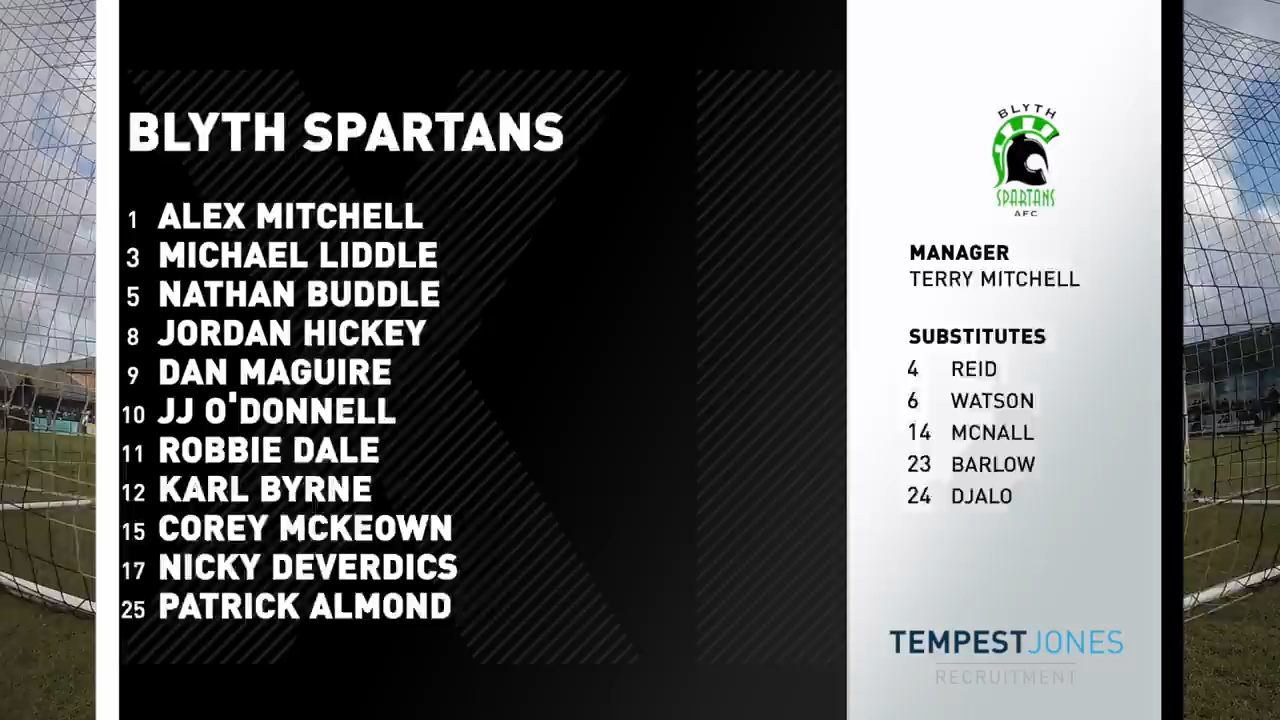 BLYTH SPARTANS
1 ALEX MITCHELL
3 MICHAEL LIDDLE
5 NATHAN BUDDLE
8 JORDAN HICKEY
9 DAN MAGUIRE
10 JJ O'DONNELL
11 ROBBIE DALE
12 KARL BYRNE
15 COREY MCKEOWN
17 NICKY DEVERDICS
25 PATRICK ALMOND
BLYTH
SPARTANS
AFC
MANAGER
TERRY MITCHELL
SUBSTITUTES
4 REID
6 WATSON
14 MCNALL
23 BARLOW
24 DJALO
TEMPESTJONES
RECRUITMENT